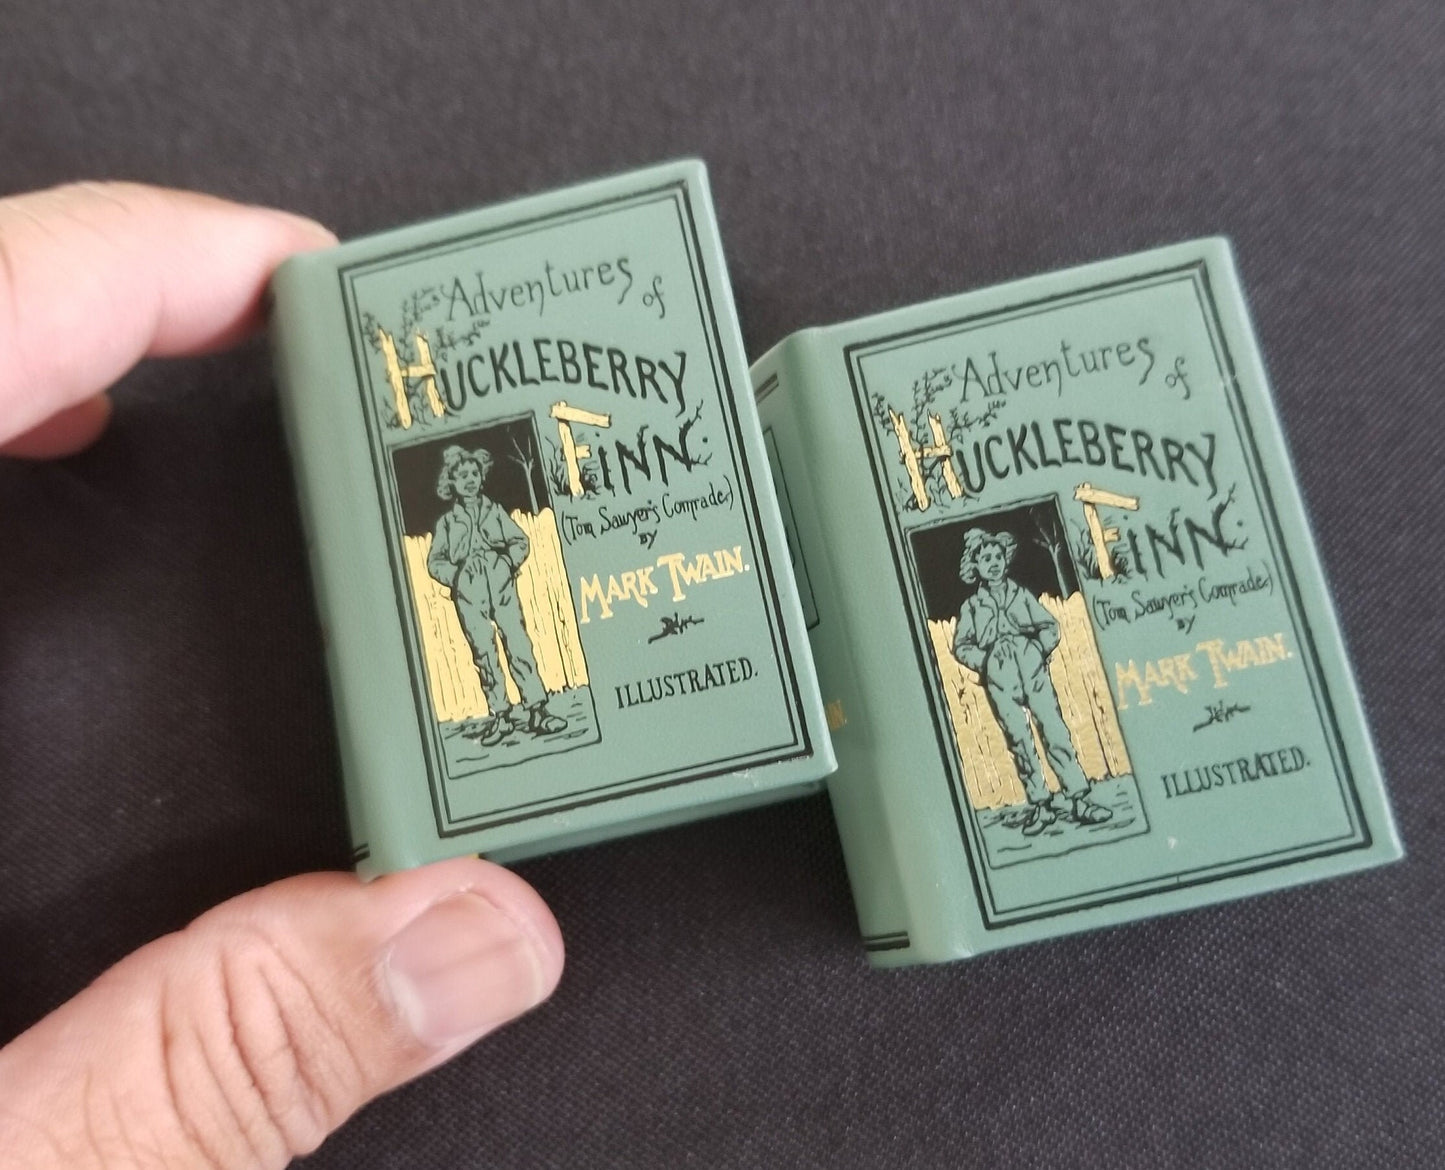 Adventures of
HUCKLEBERRY
FINN.
(Tom Sawyer's Comrade)
BY
MARK TWAIN.
ILLUSTRATED.
Adventures of
HUCKLEBERRY
FINN.
(Tom Sawyer's Comrade)
BY
MARK TWAIN.
ILLUSTRATED.